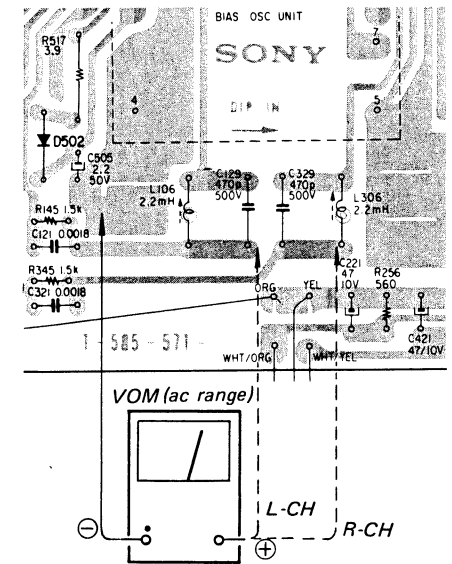 BIAS OSC UNIT
SONY
R517
3.9
7
4
5
DIP IN
D502
C505
2.2
50V
C129
470p
500V
C329
470p
500V
L106
2.2mH
L306
2.2mH
R145 1.5k
C121 0.0018
R345 1.5k
C321 0.0018
C221
47
10V
R256
560
ORG
YEL
C421
47/10V
1-585-571-
WHT/ORG
WHT/YEL
VOM (ac range)
L-CH
R-CH
⊖
⊕